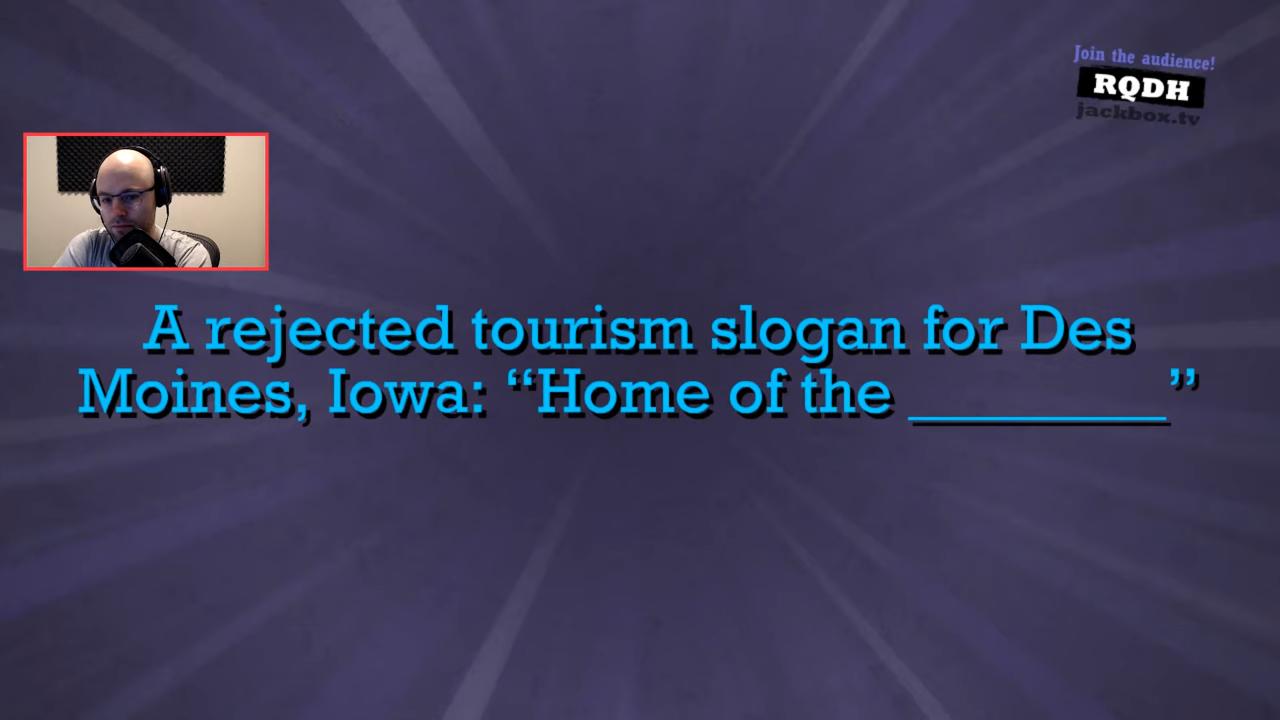 Join the audience!
RQDH
jackbox.tv
A rejected tourism slogan for Des
Moines, Iowa: “Home of the ________”